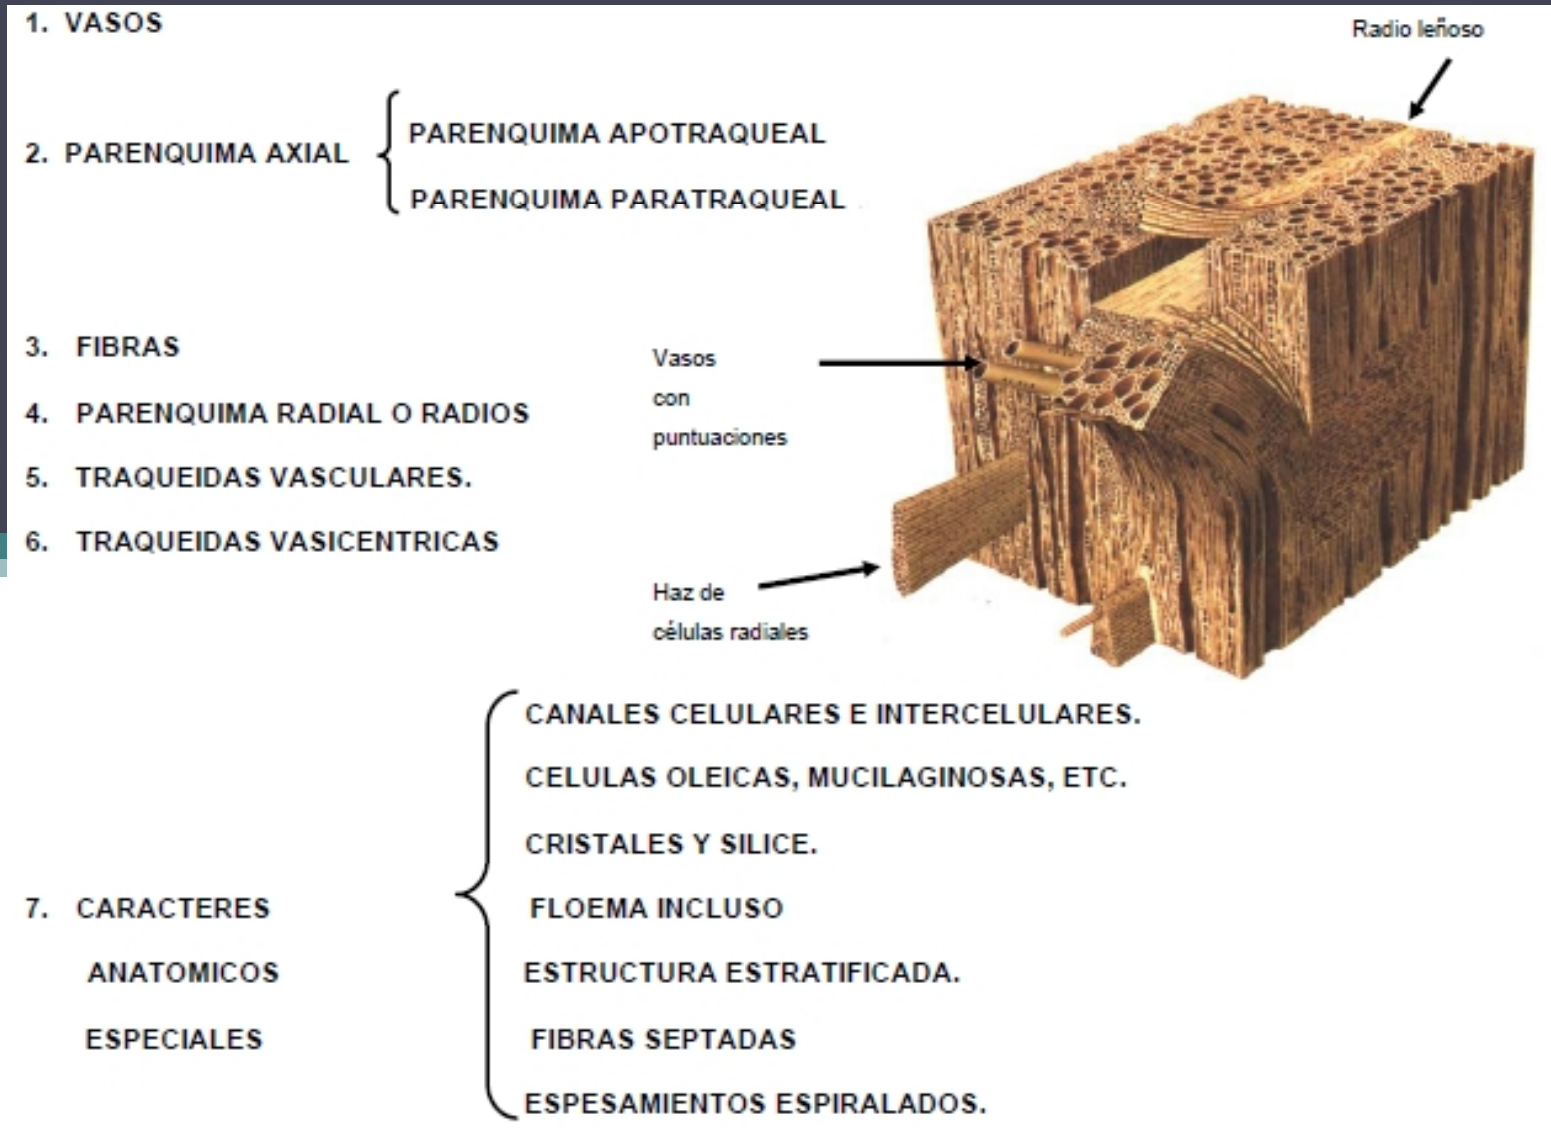 1. VASOS
Radio leñoso
2. PARENQUIMA AXIAL
PARENQUIMA APOTRAQUEAL
PARENQUIMA PARATRAQUEAL
3. FIBRAS
4. PARENQUIMA RADIAL O RADIOS
5. TRAQUEIDAS VASCULARES.
6. TRAQUEIDAS VASICENTRICAS
Vasos
con
puntuaciones
Haz de
células radiales
7. CARACTERES
ANATOMICOS
ESPECIALES
CANALES CELULARES E INTERCELULARES.
CELULAS OLEICAS, MUCILAGINOSAS, ETC.
CRISTALES Y SILICE.
FLOEMA INCLUSO
ESTRUCTURA ESTRATIFICADA.
FIBRAS SEPTADAS
ESPESAMIENTOS ESPIRALADOS.